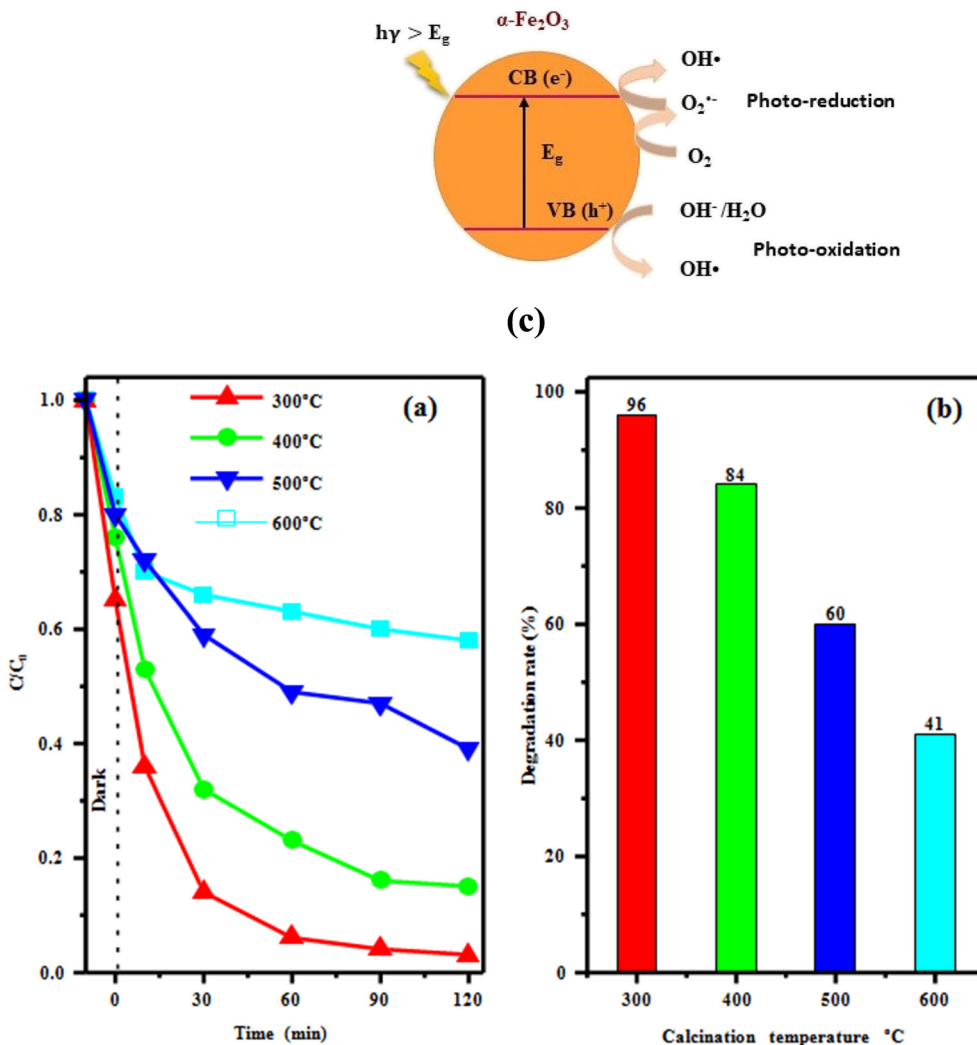 α-Fe₂O₃
hγ > E_g
CB (e⁻)
OH•
O₂•⁻ Photo-reduction
E_g
O₂
VB (h⁺)
OH⁻ /H₂O
Photo-oxidation
OH•
(c)
(a)
300°C
400°C
500°C
600°C
1.0
0.8
0.6
0.4
0.2
0.0
C/C₀
Dark
0 30 60 90 120
Time (min)
(b)
100
80
60
40
20
0
Degradation rate (%)
96
84
60
41
300 400 500 600
Calcination temperature °C